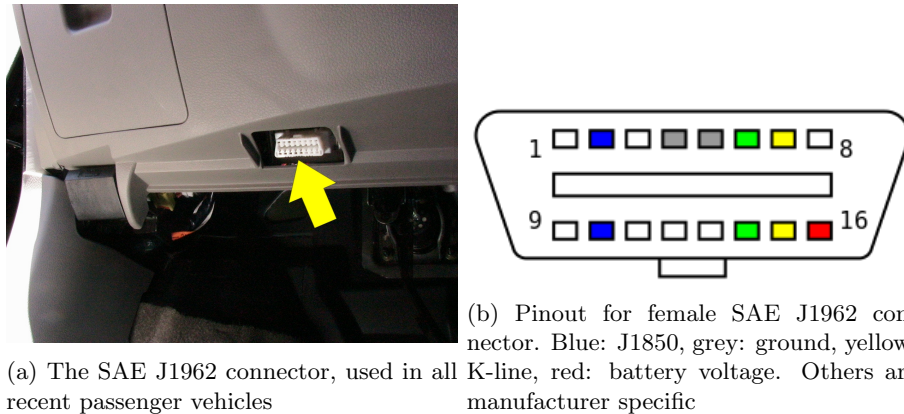 1
8
9
16
(a) The SAE J1962 connector, used in all
recent passenger vehicles
(b) Pinout for female SAE J1962 con
nector. Blue: J1850, grey: ground, yellow
K-line, red: battery voltage. Others ar
manufacturer specific